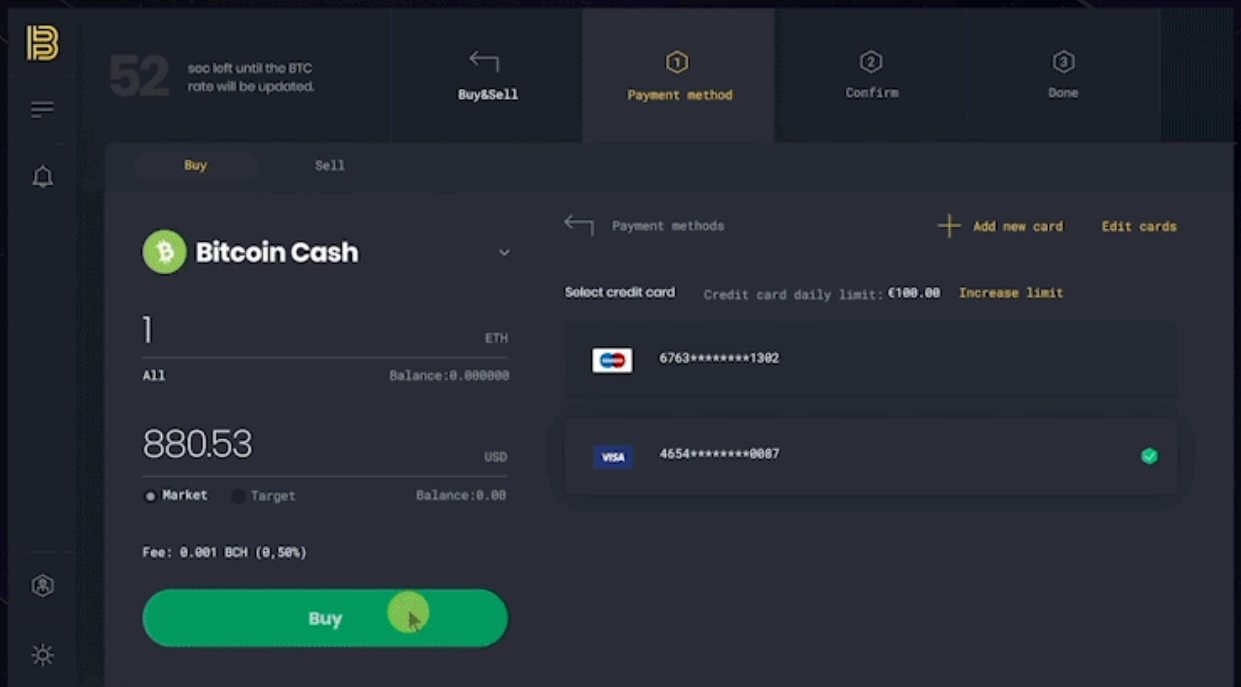 52
sec left until the BTC
rate will be updated.
Buy&Sell
1
Payment method
2
Confirm
3
Done
Buy
Sell
Bitcoin Cash
1
ETH
All
Balance:0.000000
880.53
USD
Market
Target
Balance:0.00
Fee: 0.001 BCH (0,50%)
Buy
Payment methods
Add new card
Edit cards
Select credit card
Credit card daily limit: €100.00
Increase limit
6763********1302
VISA
4654********0087